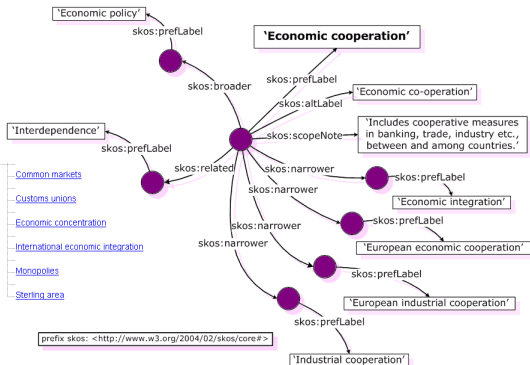 ‘Economic policy’
skos:prefLabel
‘Economic cooperation’
skos:prefLabel
skos:broader
‘Economic co-operation’
skos:altLabel
‘Includes cooperative measures
in banking, trade, industry etc.,
between and among countries.’
skos:scopeNote
‘Interdependence’
skos:prefLabel
skos:related
skos:narrower
skos:prefLabel
‘Economic integration’
skos:narrower
skos:prefLabel
‘European economic cooperation’
skos:narrower
skos:prefLabel
‘European industrial cooperation’
skos:narrower
skos:prefLabel
‘Industrial cooperation’
Common markets
Customs unions
Economic concentration
International economic integration
Monopolies
Sterling area
prefix skos: <http://www.w3.org/2004/02/skos/core#>